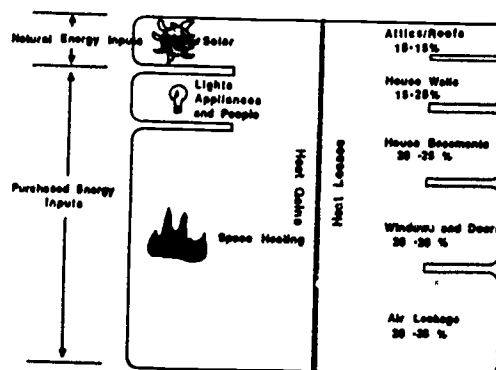 Natural Energy Inputs
Solar
Lights
Appliances
and People
Purchased Energy
Inputs
Space Heating
Heat Gains
Heat Losses
Attics/Roofs
15-15%
House Walls
15-25%
House Basements
20 -25 %
Windows and Doors
20 -30 %
Air Leakage
20 -35 %